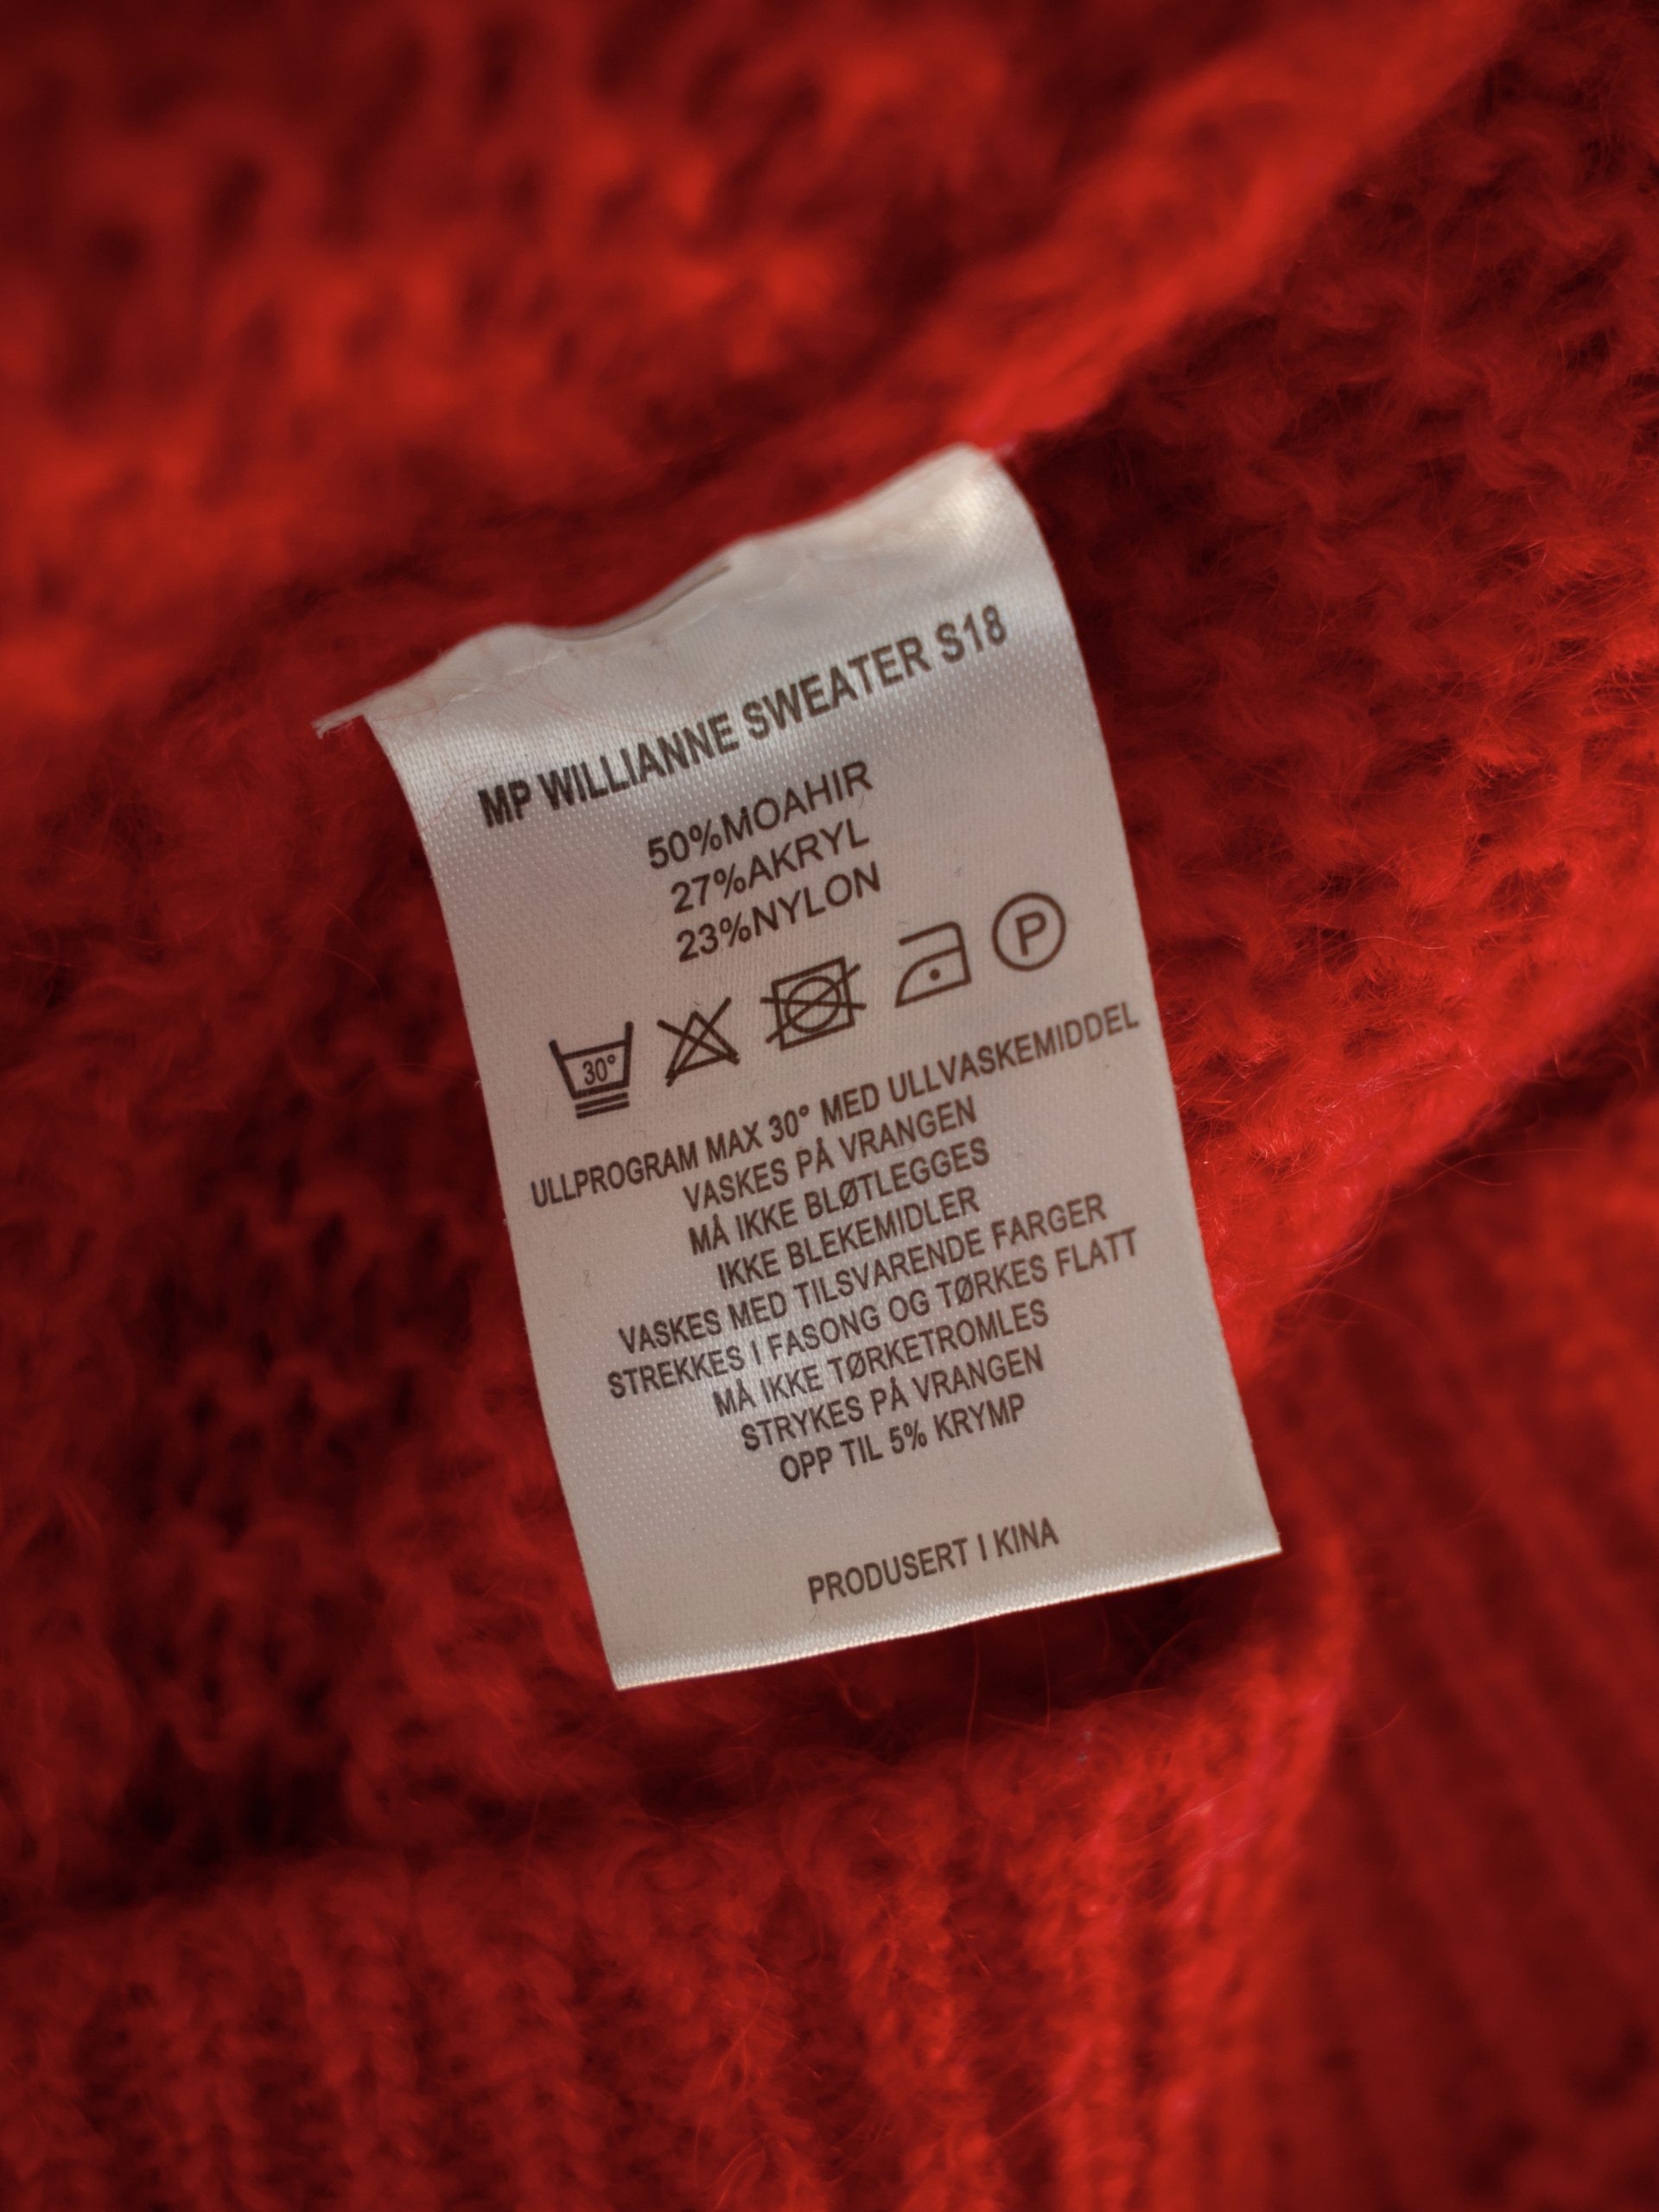 MP WILLIANNE SWEATER S18
50%MOAHIR
27%AKRYL
23%NYLON
30° P
ULLPROGRAM MAX 30° MED ULLVASKEMIDDEL
VASKES PÅ VRANGEN
MÅ IKKE BLØTLEGGES
IKKE BLEKEMIDLER
VASKES MED TILSVARENDE FARGER
STREKKES I FASONG OG TØRKES FLATT
MÅ IKKE TØRKETROMLES
STRYKES PÅ VRANGEN
OPP TIL 5% KRYMP
PRODUSERT I KINA